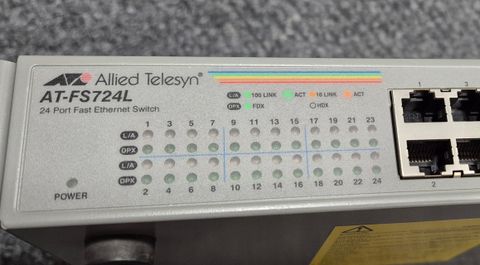 Allied Telesyn®
AT-FS724L
24 Port Fast Ethernet Switch
L/A 100 LINK ACT 10 LINK ACT
DPX FDX HDX
1 3 5 7 9 11 13 15 17 19 21 23
L/A
DPX
L/A
DPX
2 4 6 8 10 12 14 16 18 20 22 24
POWER
1 3
2